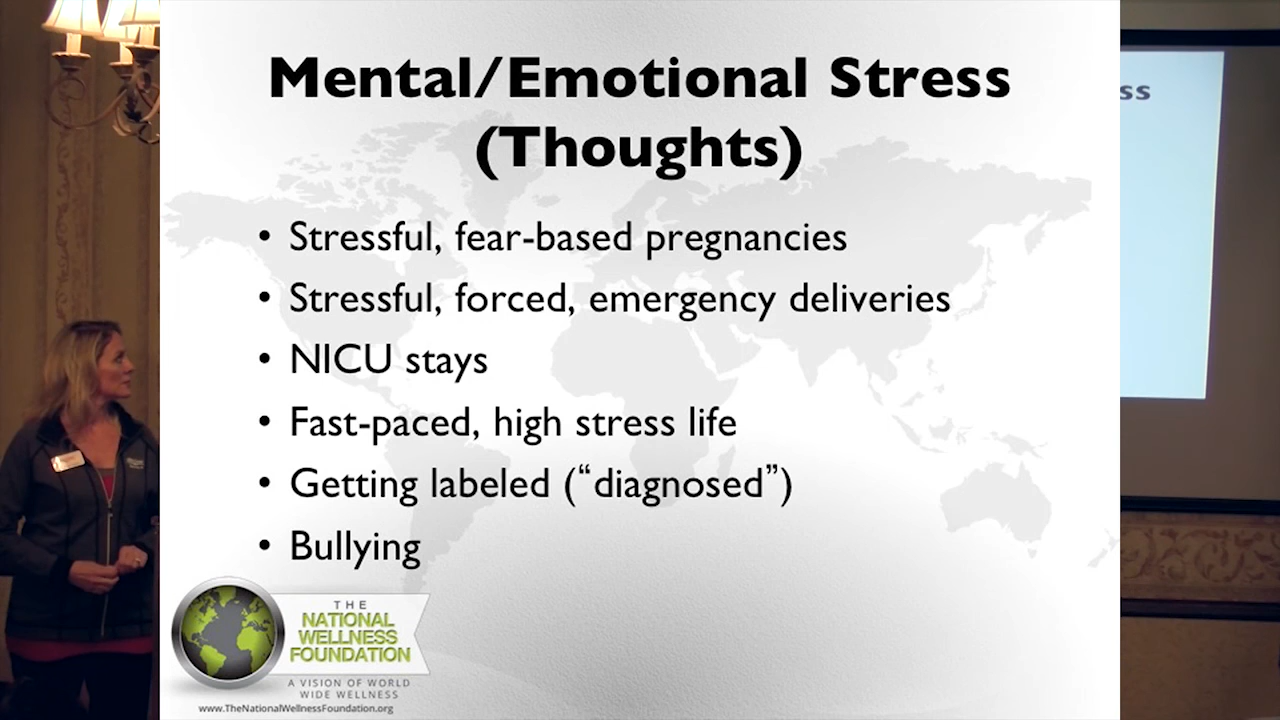 Mental/Emotional Stress
(Thoughts)
• Stressful, fear-based pregnancies
• Stressful, forced, emergency deliveries
• NICU stays
• Fast-paced, high stress life
• Getting labeled (“diagnosed”)
• Bullying
THE
NATIONAL
WELLNESS
FOUNDATION
A VISION OF WORLD
WIDE WELLNESS
www.TheNationalWellnessFoundation.org
ss